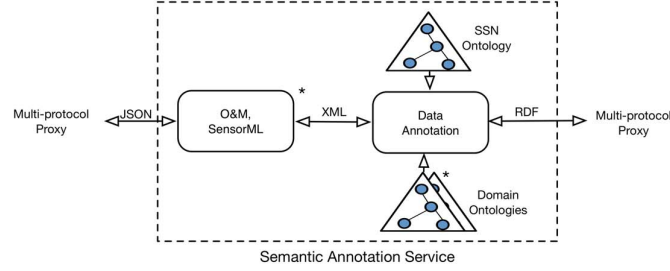 SSN
Ontology
Multi-protocol
Proxy
JSON
O&M,
SensorML
*
XML
Data
Annotation
RDF
Multi-protocol
Proxy
*
Domain
Ontologies
Semantic Annotation Service